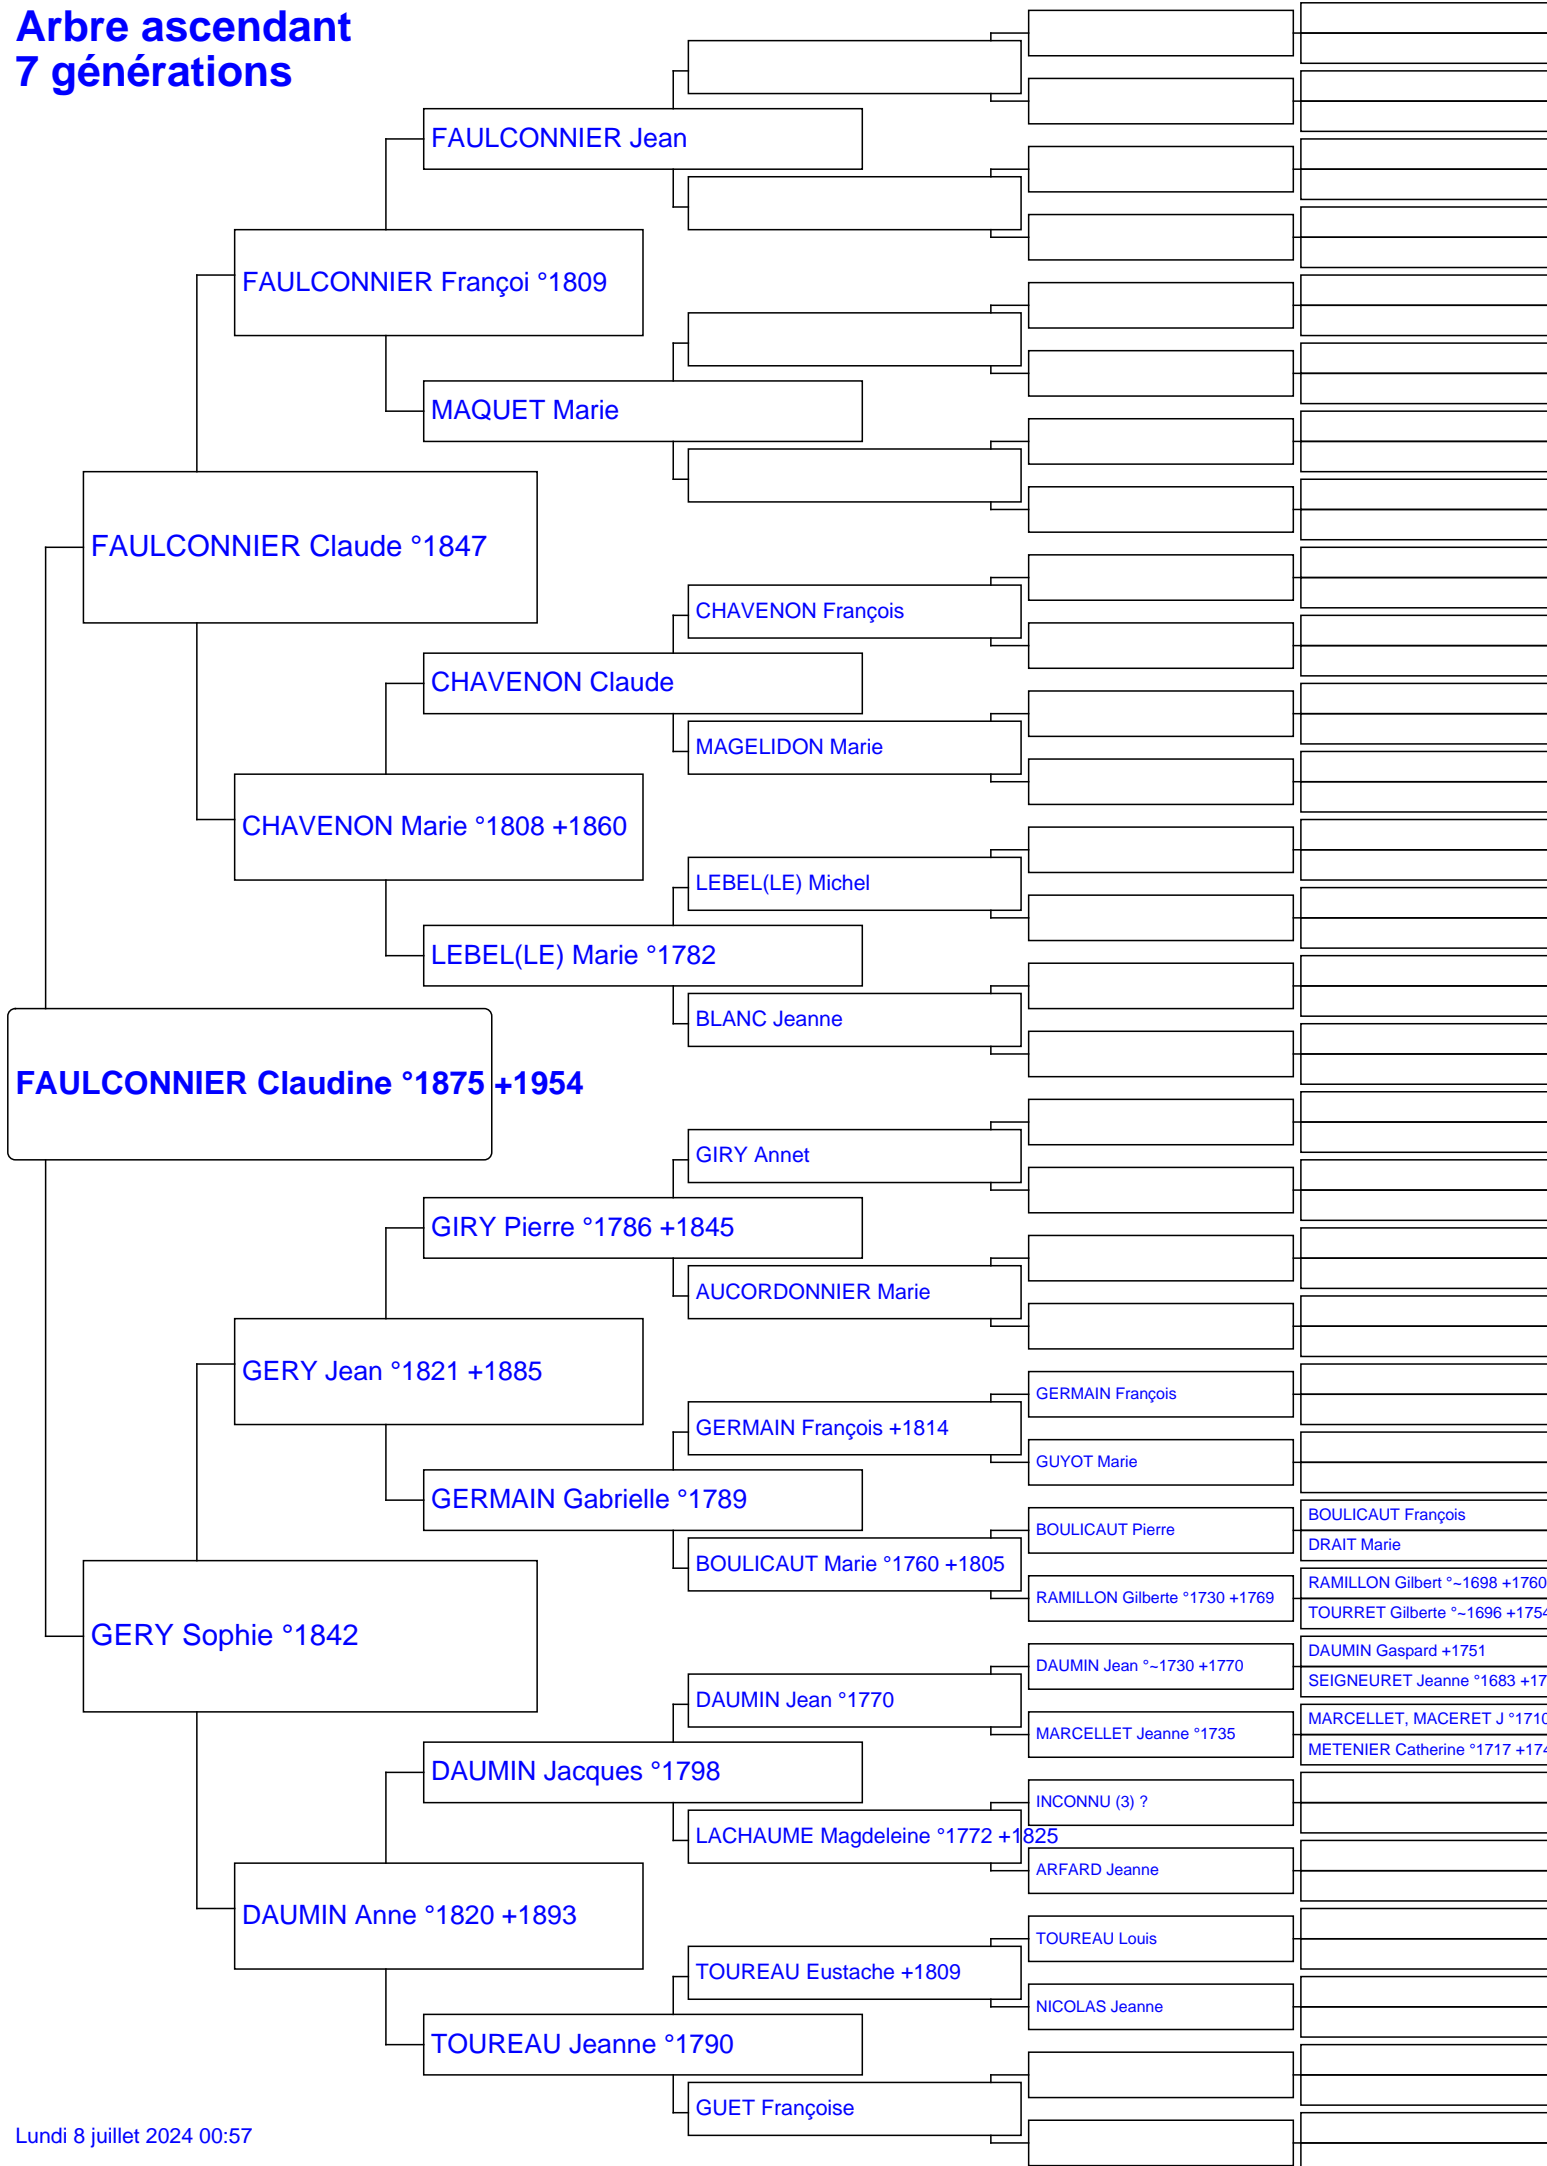 Arbre ascendant
7 générations
FAULCONNIER Jean
FAULCONNIER Françoi °1809
MAQUET Marie
FAULCONNIER Claude °1847
CHAVENON François
CHAVENON Claude
MAGELIDON Marie
CHAVENON Marie °1808 +1860
LEBEL(LE) Michel
LEBEL(LE) Marie °1782
BLANC Jeanne
FAULCONNIER Claudine °1875 +1954
GIRY Annet
GIRY Pierre °1786 +1845
AUCORDONNIER Marie
GERY Jean °1821 +1885
GERMAIN François
GERMAIN François +1814
GUYOT Marie
GERMAIN Gabrielle °1789
BOULICAUT François
BOULICAUT Pierre
DRAIT Marie
BOULICAUT Marie °1760 +1805
RAMILLON Gilbert °~1698 +1760
RAMILLON Gilberte °1730 +1769
TOURRET Gilberte °~1696 +1754
GERY Sophie °1842
DAUMIN Gaspard +1751
DAUMIN Jean °~1730 +1770
SEIGNEURET Jeanne °1683 +17
DAUMIN Jean °1770
MARCELLET, MACERET J °1710
MARCELLET Jeanne °1735
METENIER Catherine °1717 +174
DAUMIN Jacques °1798
INCONNU (3) ?
LACHAUME Magdeleine °1772 +1825
ARFARD Jeanne
DAUMIN Anne °1820 +1893
TOUREAU Louis
TOUREAU Eustache +1809
NICOLAS Jeanne
TOUREAU Jeanne °1790
GUET Françoise
Lundi 8 juillet 2024 00:57